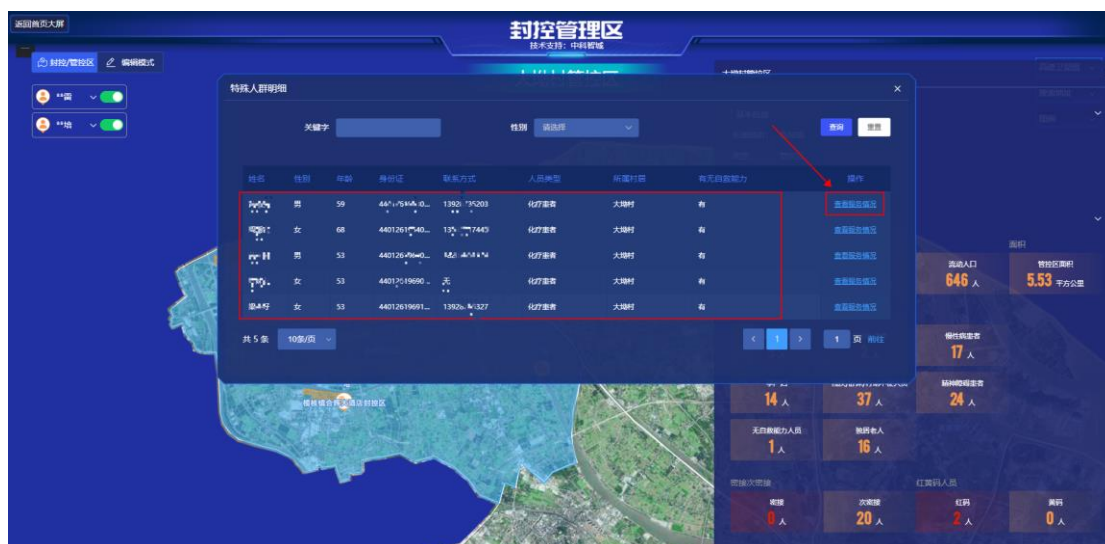 返回首页大屏
封控管理区
技术支持：中科智城
封控/管控区 编辑模式
**雷
**培
特殊人群明细
关键字
性别 请选择
查询 重置
姓名 性别 年龄 身份证 联系方式 人员类型 所属村居 有无自救能力 操作
男 59 化疗患者 大坳村 有 查看服务情况
女 68 化疗患者 大坳村 有 查看服务情况
男 53 化疗患者 大坳村 有 查看服务情况
女 53 无 化疗患者 大坳村 有 查看服务情况
女 53 化疗患者 大坳村 有 查看服务情况
共 5 条 10条/页 1 1 页 前往
面积
流动人口 管控区面积
646 人 5.53 平方公里
慢性病患者
17 人
精神障碍患者
14 人 37 人 24 人
无自救能力人员 独居老人
1 人 16 人
密接次密接 红黄码人员
密接 次密接 红码 黄码
0 人 20 人 2 人 0 人